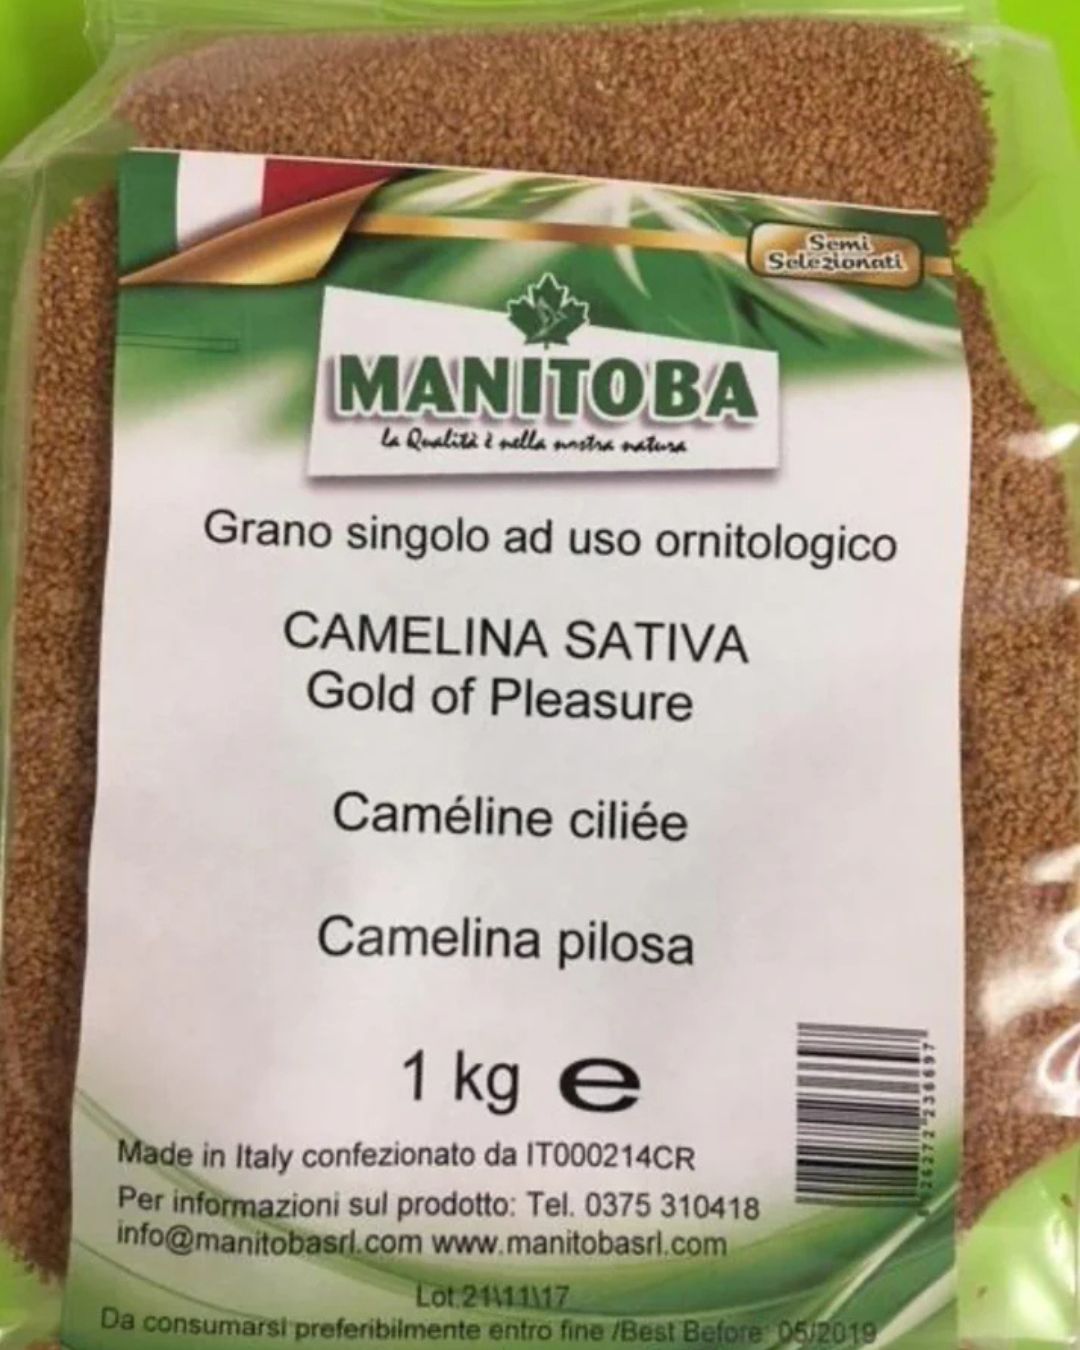 Semi
Selezionati
MANITOBA
la Qualità è nella nostra natura
Grano singolo ad uso ornitologico
CAMELINA SATIVA
Gold of Pleasure
Caméline ciliée
Camelina pilosa
1 kg e
Made in Italy confezionato da IT000214CR
Per informazioni sul prodotto: Tel. 0375 310418
info@manitobasrl.com www.manitobasrl.com
Lot 21\11\17
Da consumarsi preferibilmente entro fine /Best Before 05/2019